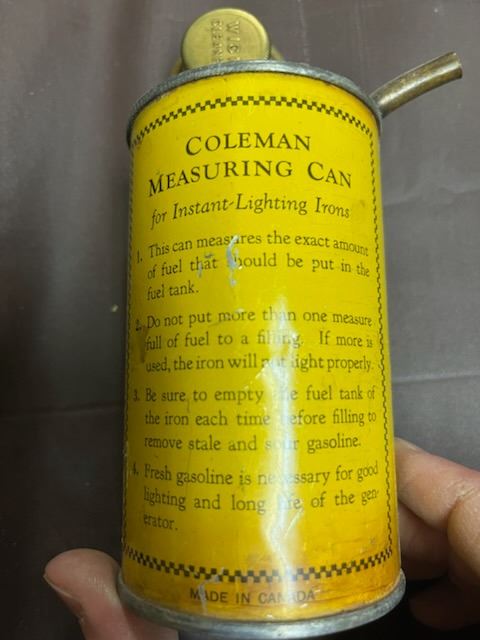 COLEMAN
MEASURING CAN
for Instant-Lighting Irons
1. This can measures the exact amount
of fuel that should be put in the
fuel tank.
2. Do not put more than one measure
full of fuel to a filling. If more is
used, the iron will not light properly.
3. Be sure to empty the fuel tank of
the iron each time before filling to
remove stale and sour gasoline.
4. Fresh gasoline is necessary for good
lighting and long life of the gen-
erator.
MADE IN CANADA